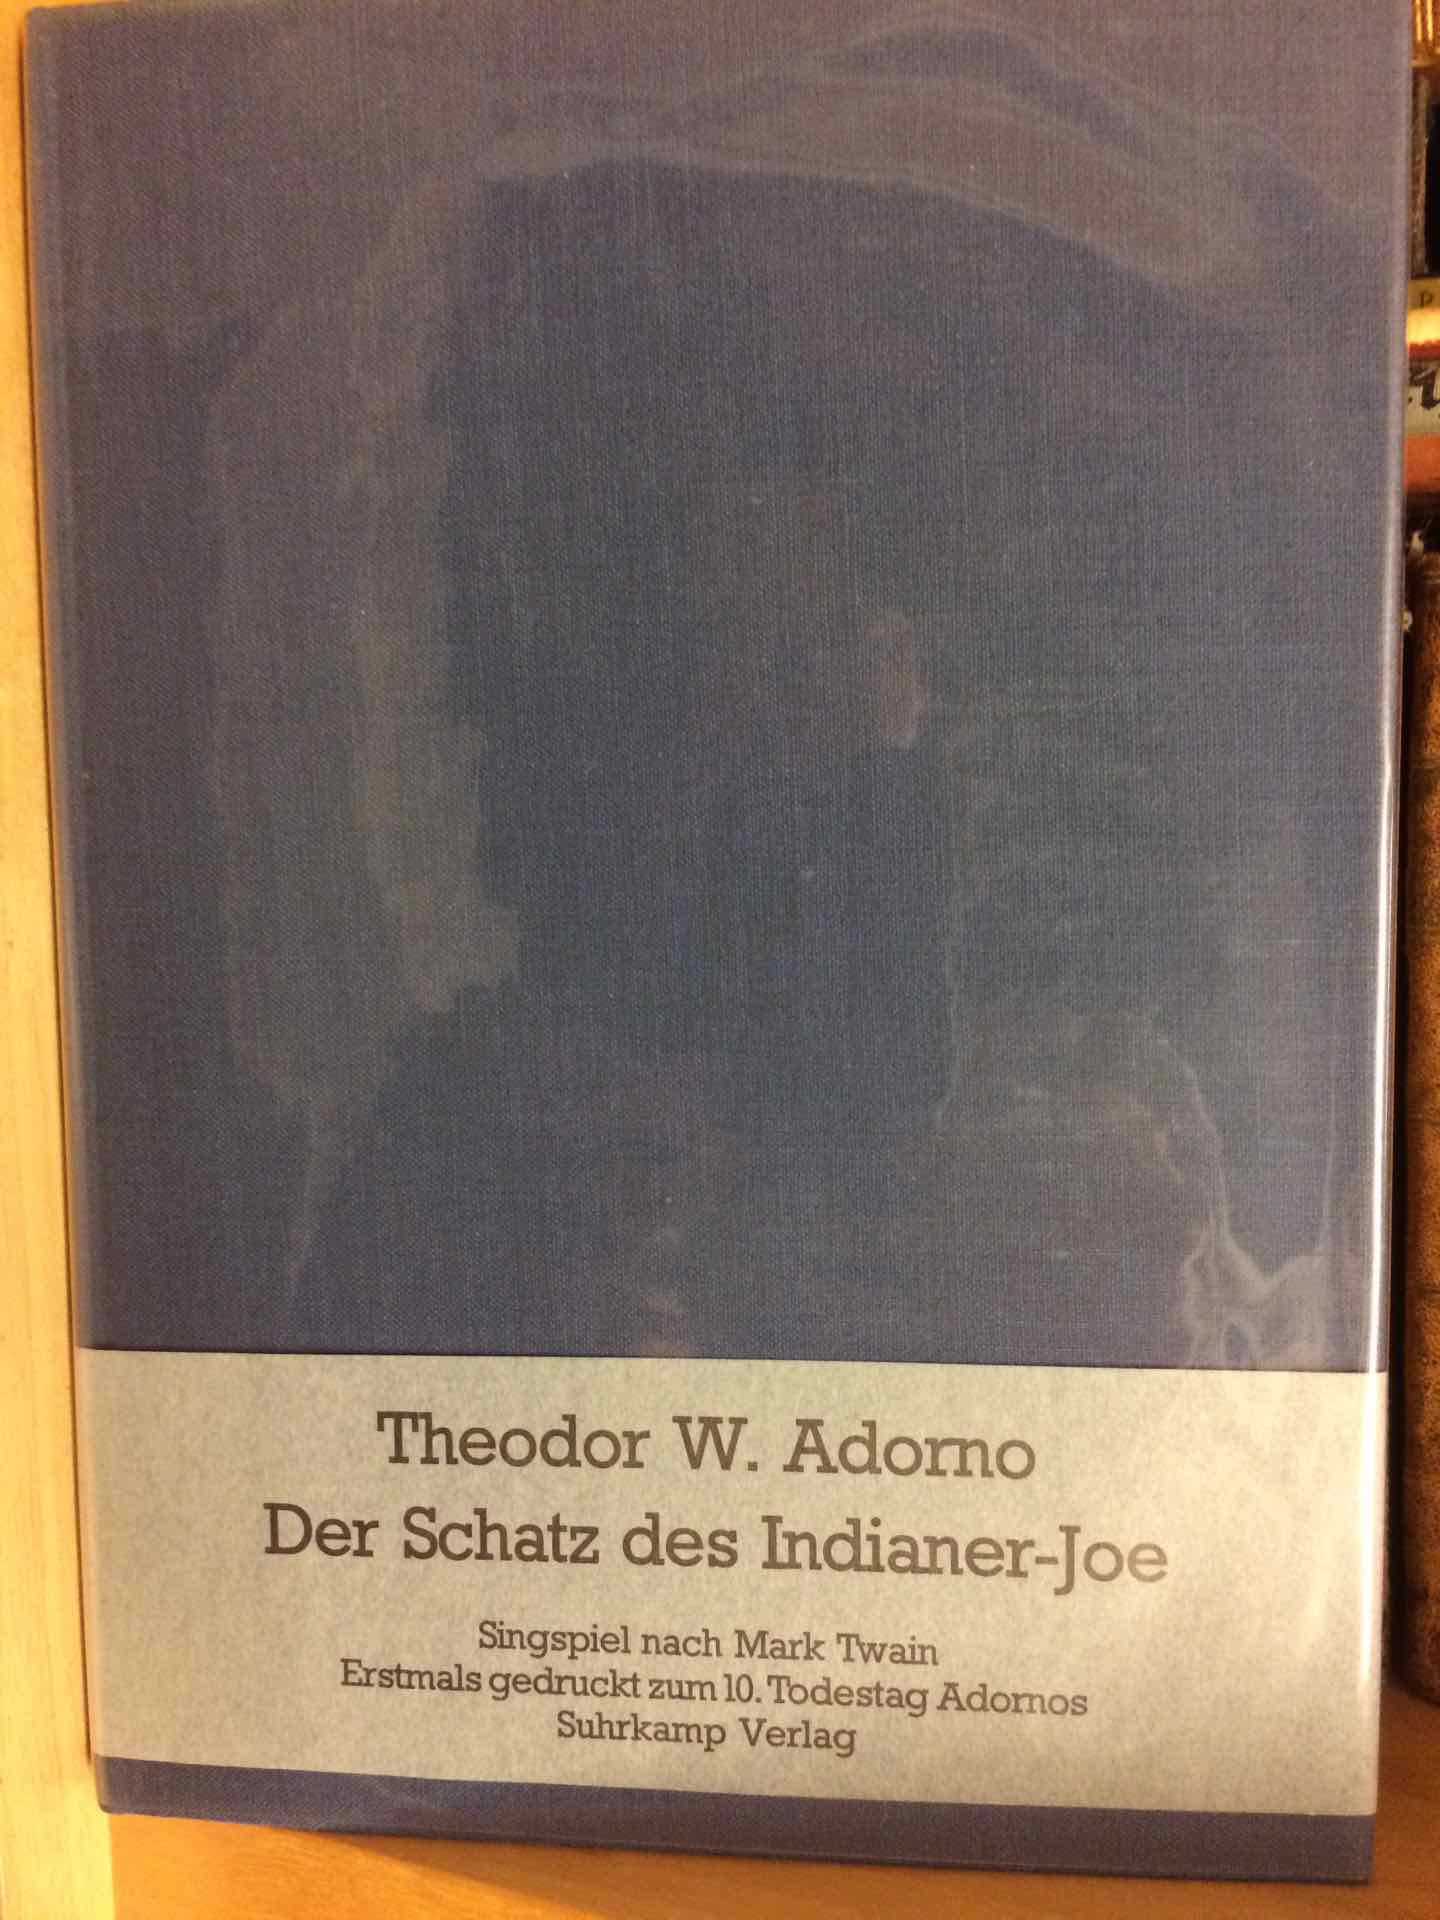 Theodor W. Adorno
Der Schatz des Indianer-Joe
Singspiel nach Mark Twain
Erstmals gedruckt zum 10. Todestag Adornos
Suhrkamp Verlag